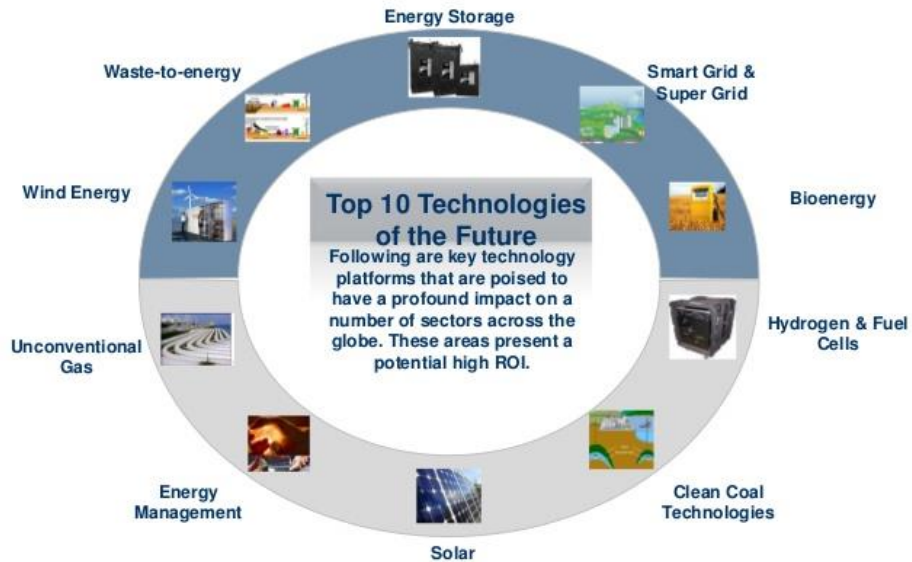 Energy Storage
Waste-to-energy
Smart Grid &
Super Grid
Wind Energy
Bioenergy
Top 10 Technologies
of the Future
Following are key technology
platforms that are poised to
have a profound impact on a
number of sectors across the
globe. These areas present a
potential high ROI.
Unconventional
Gas
Hydrogen & Fuel
Cells
Energy
Management
Clean Coal
Technologies
Solar